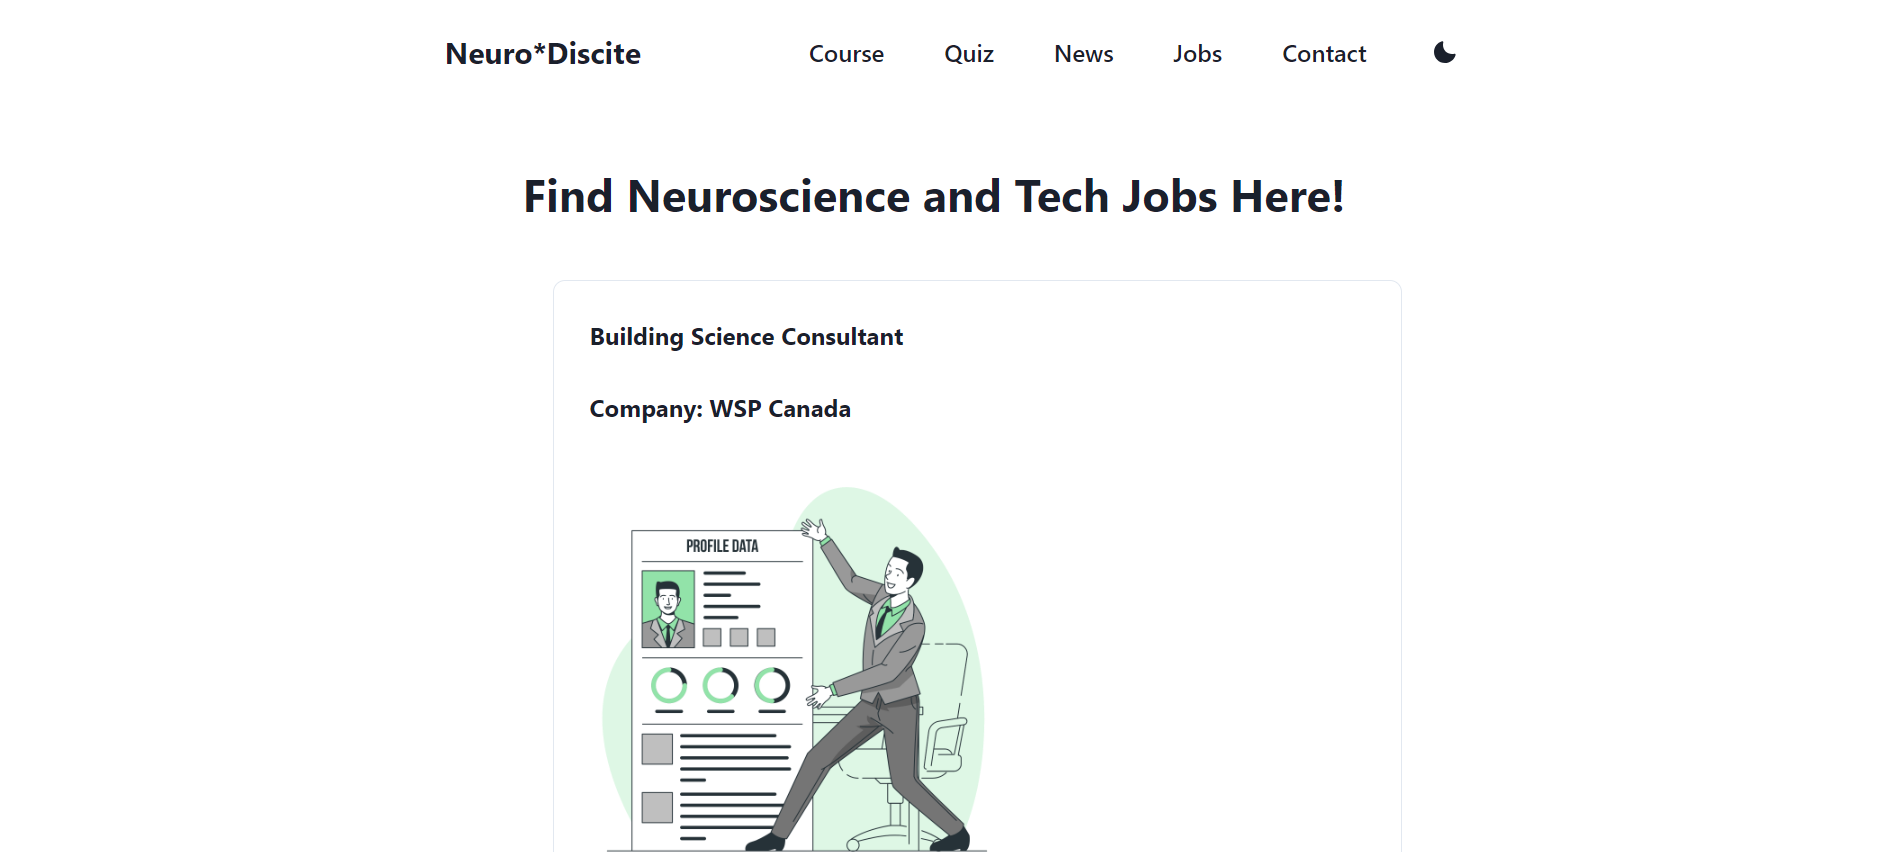 Neuro*Discite
Course Quiz News Jobs Contact
Find Neuroscience and Tech Jobs Here!
Building Science Consultant
Company: WSP Canada
PROFILE DATA